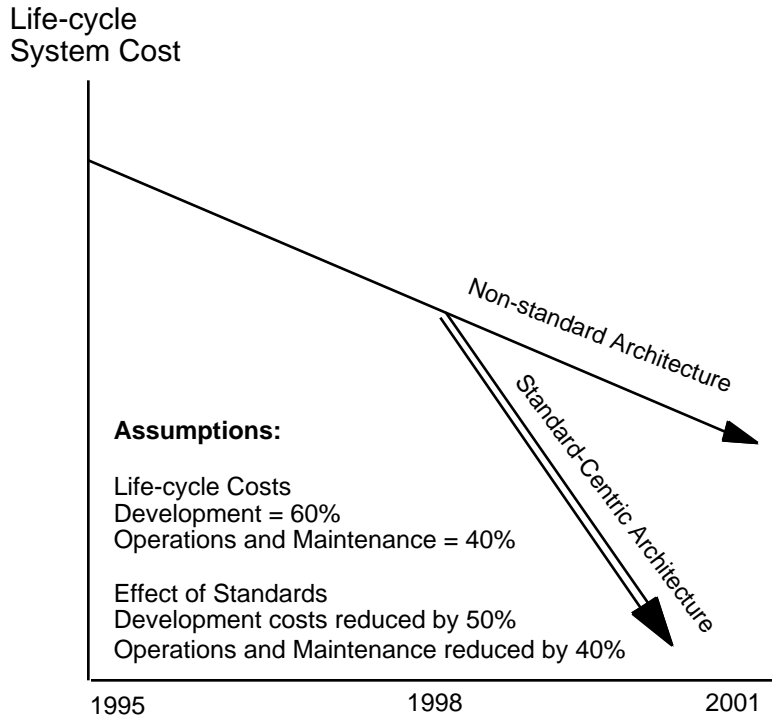 Life-cycle
System Cost
Non-standard Architecture
Standard-Centric Architecture
Assumptions:
Life-cycle Costs
Development = 60%
Operations and Maintenance = 40%
Effect of Standards
Development costs reduced by 50%
Operations and Maintenance reduced by 40%
1995
1998
2001